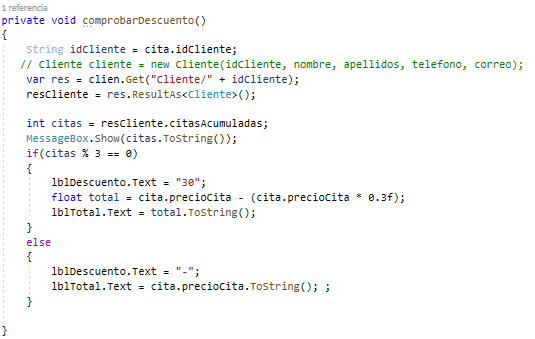 1 referencia
private void comprobarDescuento()
{
String idCliente = cita.idCliente;
// Cliente cliente = new Cliente(idCliente, nombre, apellidos, telefono, correo);
var res = clien.Get("Cliente/" + idCliente);
resCliente = res.ResultAs<Cliente>();
int citas = resCliente.citasAcumuladas;
MessageBox.Show(citas.ToString());
if(citas % 3 == 0)
{
lblDescuento.Text = "30";
float total = cita.precioCita - (cita.precioCita * 0.3f);
lblTotal.Text = total.ToString();
}
else
{
lblDescuento.Text = "-";
lblTotal.Text = cita.precioCita.ToString(); ;
}
}